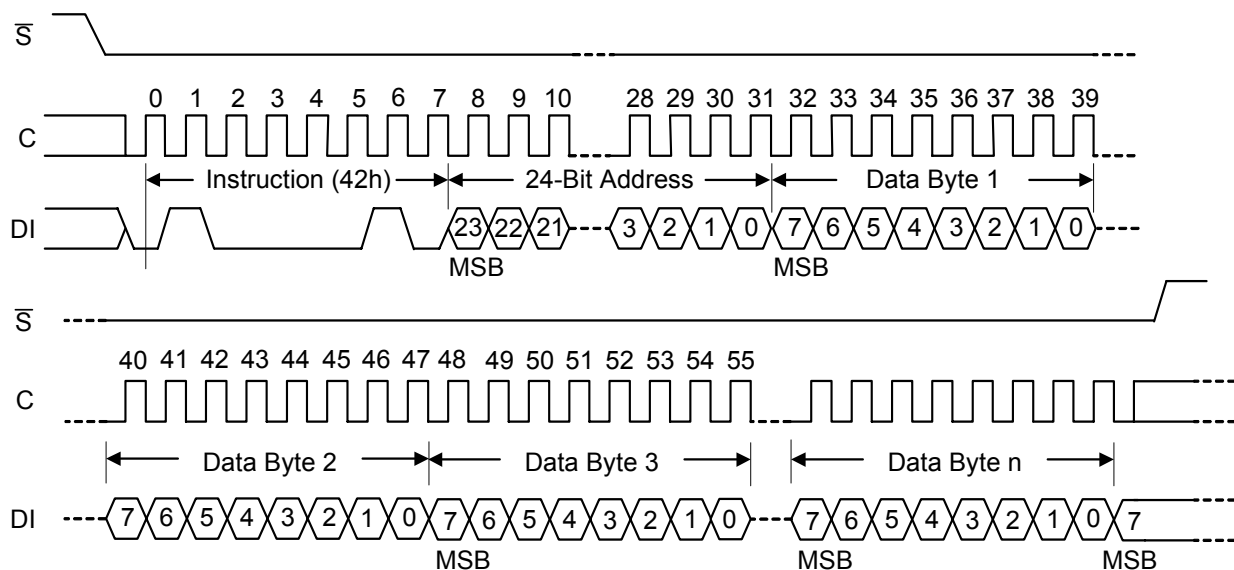 S̅
0 1 2 3 4 5 6 7 8 9 10 28 29 30 31 32 33 34 35 36 37 38 39
C
Instruction (42h) 24-Bit Address Data Byte 1
DI 23 22 21 3 2 1 0 7 6 5 4 3 2 1 0
MSB MSB
S̅
40 41 42 43 44 45 46 47 48 49 50 51 52 53 54 55
C
Data Byte 2 Data Byte 3 Data Byte n
DI 7 6 5 4 3 2 1 0 7 6 5 4 3 2 1 0 7 6 5 4 3 2 1 0 7
MSB MSB MSB